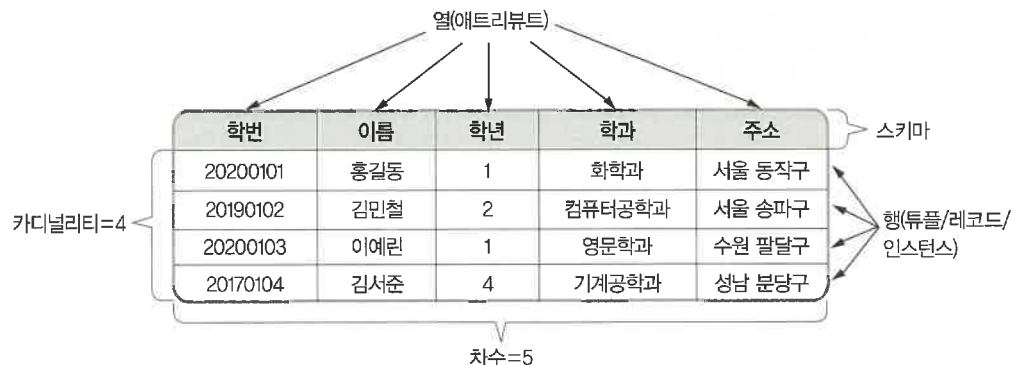 열(애트리뷰트)
학번 이름 학년 학과 주소
스키마
20200101 홍길동 1 화학과 서울 동작구
20190102 김민철 2 컴퓨터공학과 서울 송파구
카디널리티=4
행(튜플/레코드/
인스턴스)
20200103 이예린 1 영문학과 수원 팔달구
20170104 김서준 4 기계공학과 성남 분당구
차수=5